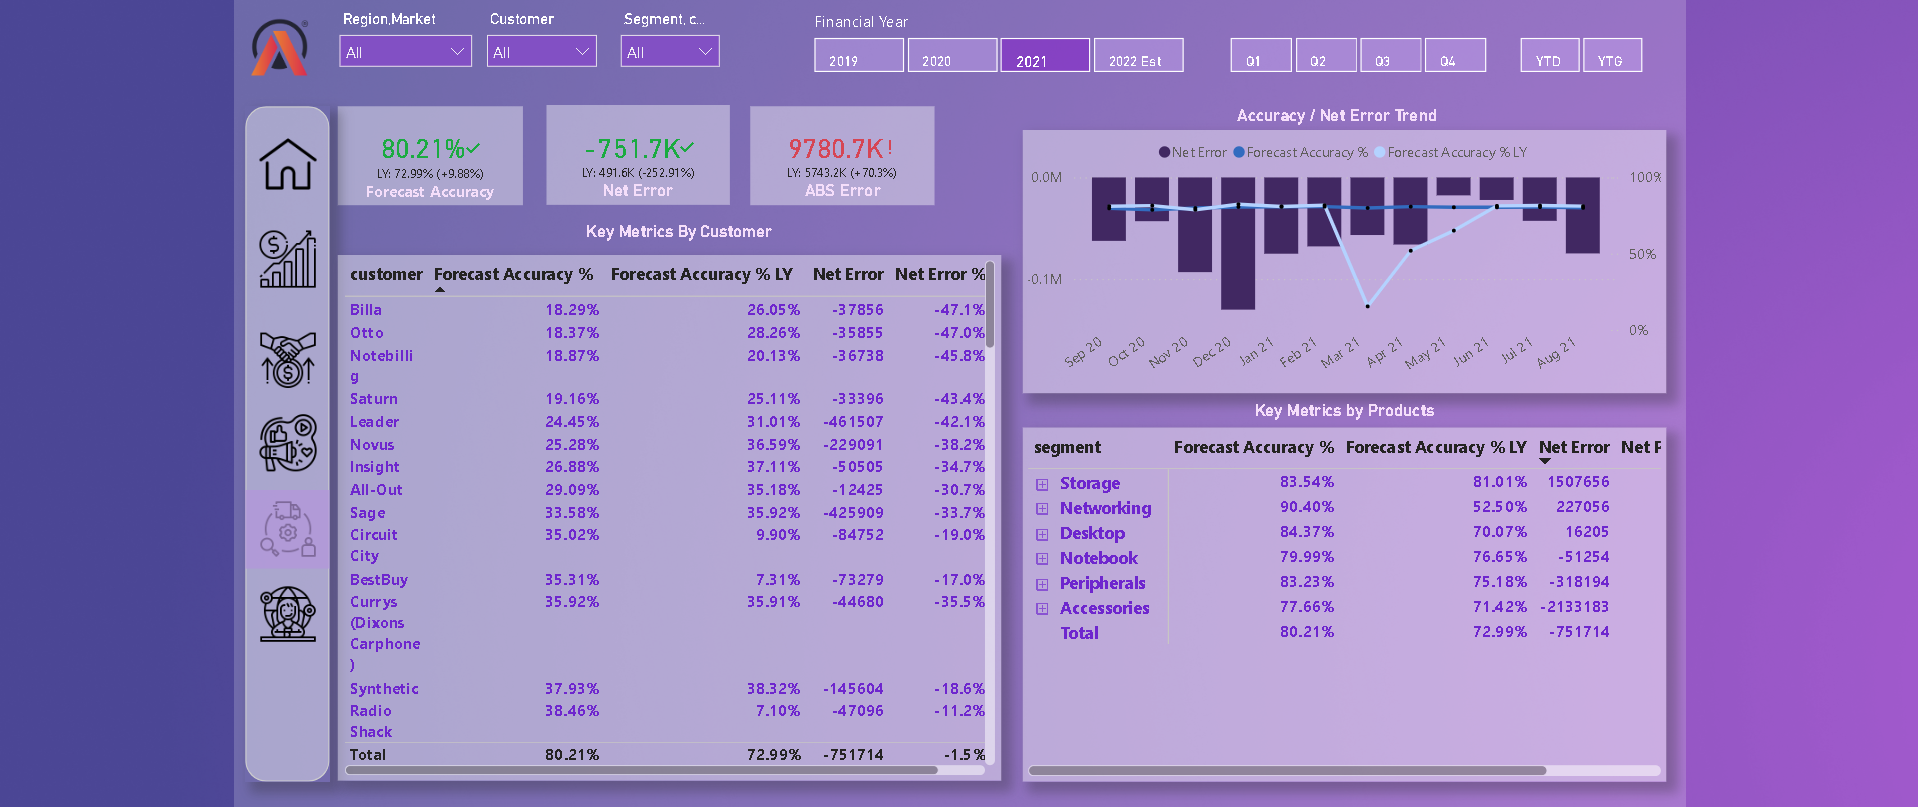 Region,Market
Customer
Segment, c...
Financial Year
All
All
All
2019
2020
2021
2022 Est
Q1
Q2
Q3
Q4
YTD
YTG
80.21%
LY: 72.99% (+9.88%)
Forecast Accuracy
-751.7K
LY: 491.6K (-252.91%)
Net Error
9780.7K!
LY: 5743.2K (+70.3%)
ABS Error
Key Metrics By Customer
customer Forecast Accuracy % Forecast Accuracy % LY Net Error Net Error %
Billa 18.29% 26.05% -37856 -47.1%
Otto 18.37% 28.26% -35855 -47.0%
Notebilli 18.87% 20.13% -36738 -45.8%
g
Saturn 19.16% 25.11% -33396 -43.4%
Leader 24.45% 31.01% -461507 -42.1%
Novus 25.28% 36.59% -229091 -38.2%
Insight 26.88% 37.11% -50505 -34.7%
All-Out 29.09% 35.18% -12425 -30.7%
Sage 33.58% 35.92% -425909 -33.7%
Circuit 35.02% 9.90% -84752 -19.0%
City
BestBuy 35.31% 7.31% -73279 -17.0%
Currys 35.92% 35.91% -44680 -35.5%
(Dixons
Carphone
)
Synthetic 37.93% 38.32% -145604 -18.6%
Radio 38.46% 7.10% -47096 -11.2%
Shack
Total 80.21% 72.99% -751714 -1.5%
Accuracy / Net Error Trend
Net Error Forecast Accuracy % Forecast Accuracy % LY
0.0M
-0.1M
100%
50%
0%
Sep 20
Oct 20
Nov 20
Dec 20
Jan 21
Feb 21
Mar 21
Apr 21
May 21
Jun 21
Jul 21
Aug 21
Key Metrics by Products
segment Forecast Accuracy % Forecast Accuracy % LY Net Error Net
Storage 83.54% 81.01% 1507656
Networking 90.40% 52.50% 227056
Desktop 84.37% 70.07% 16205
Notebook 79.99% 76.65% -51254
Peripherals 83.23% 75.18% -318194
Accessories 77.66% 71.42% -2133183
Total 80.21% 72.99% -751714